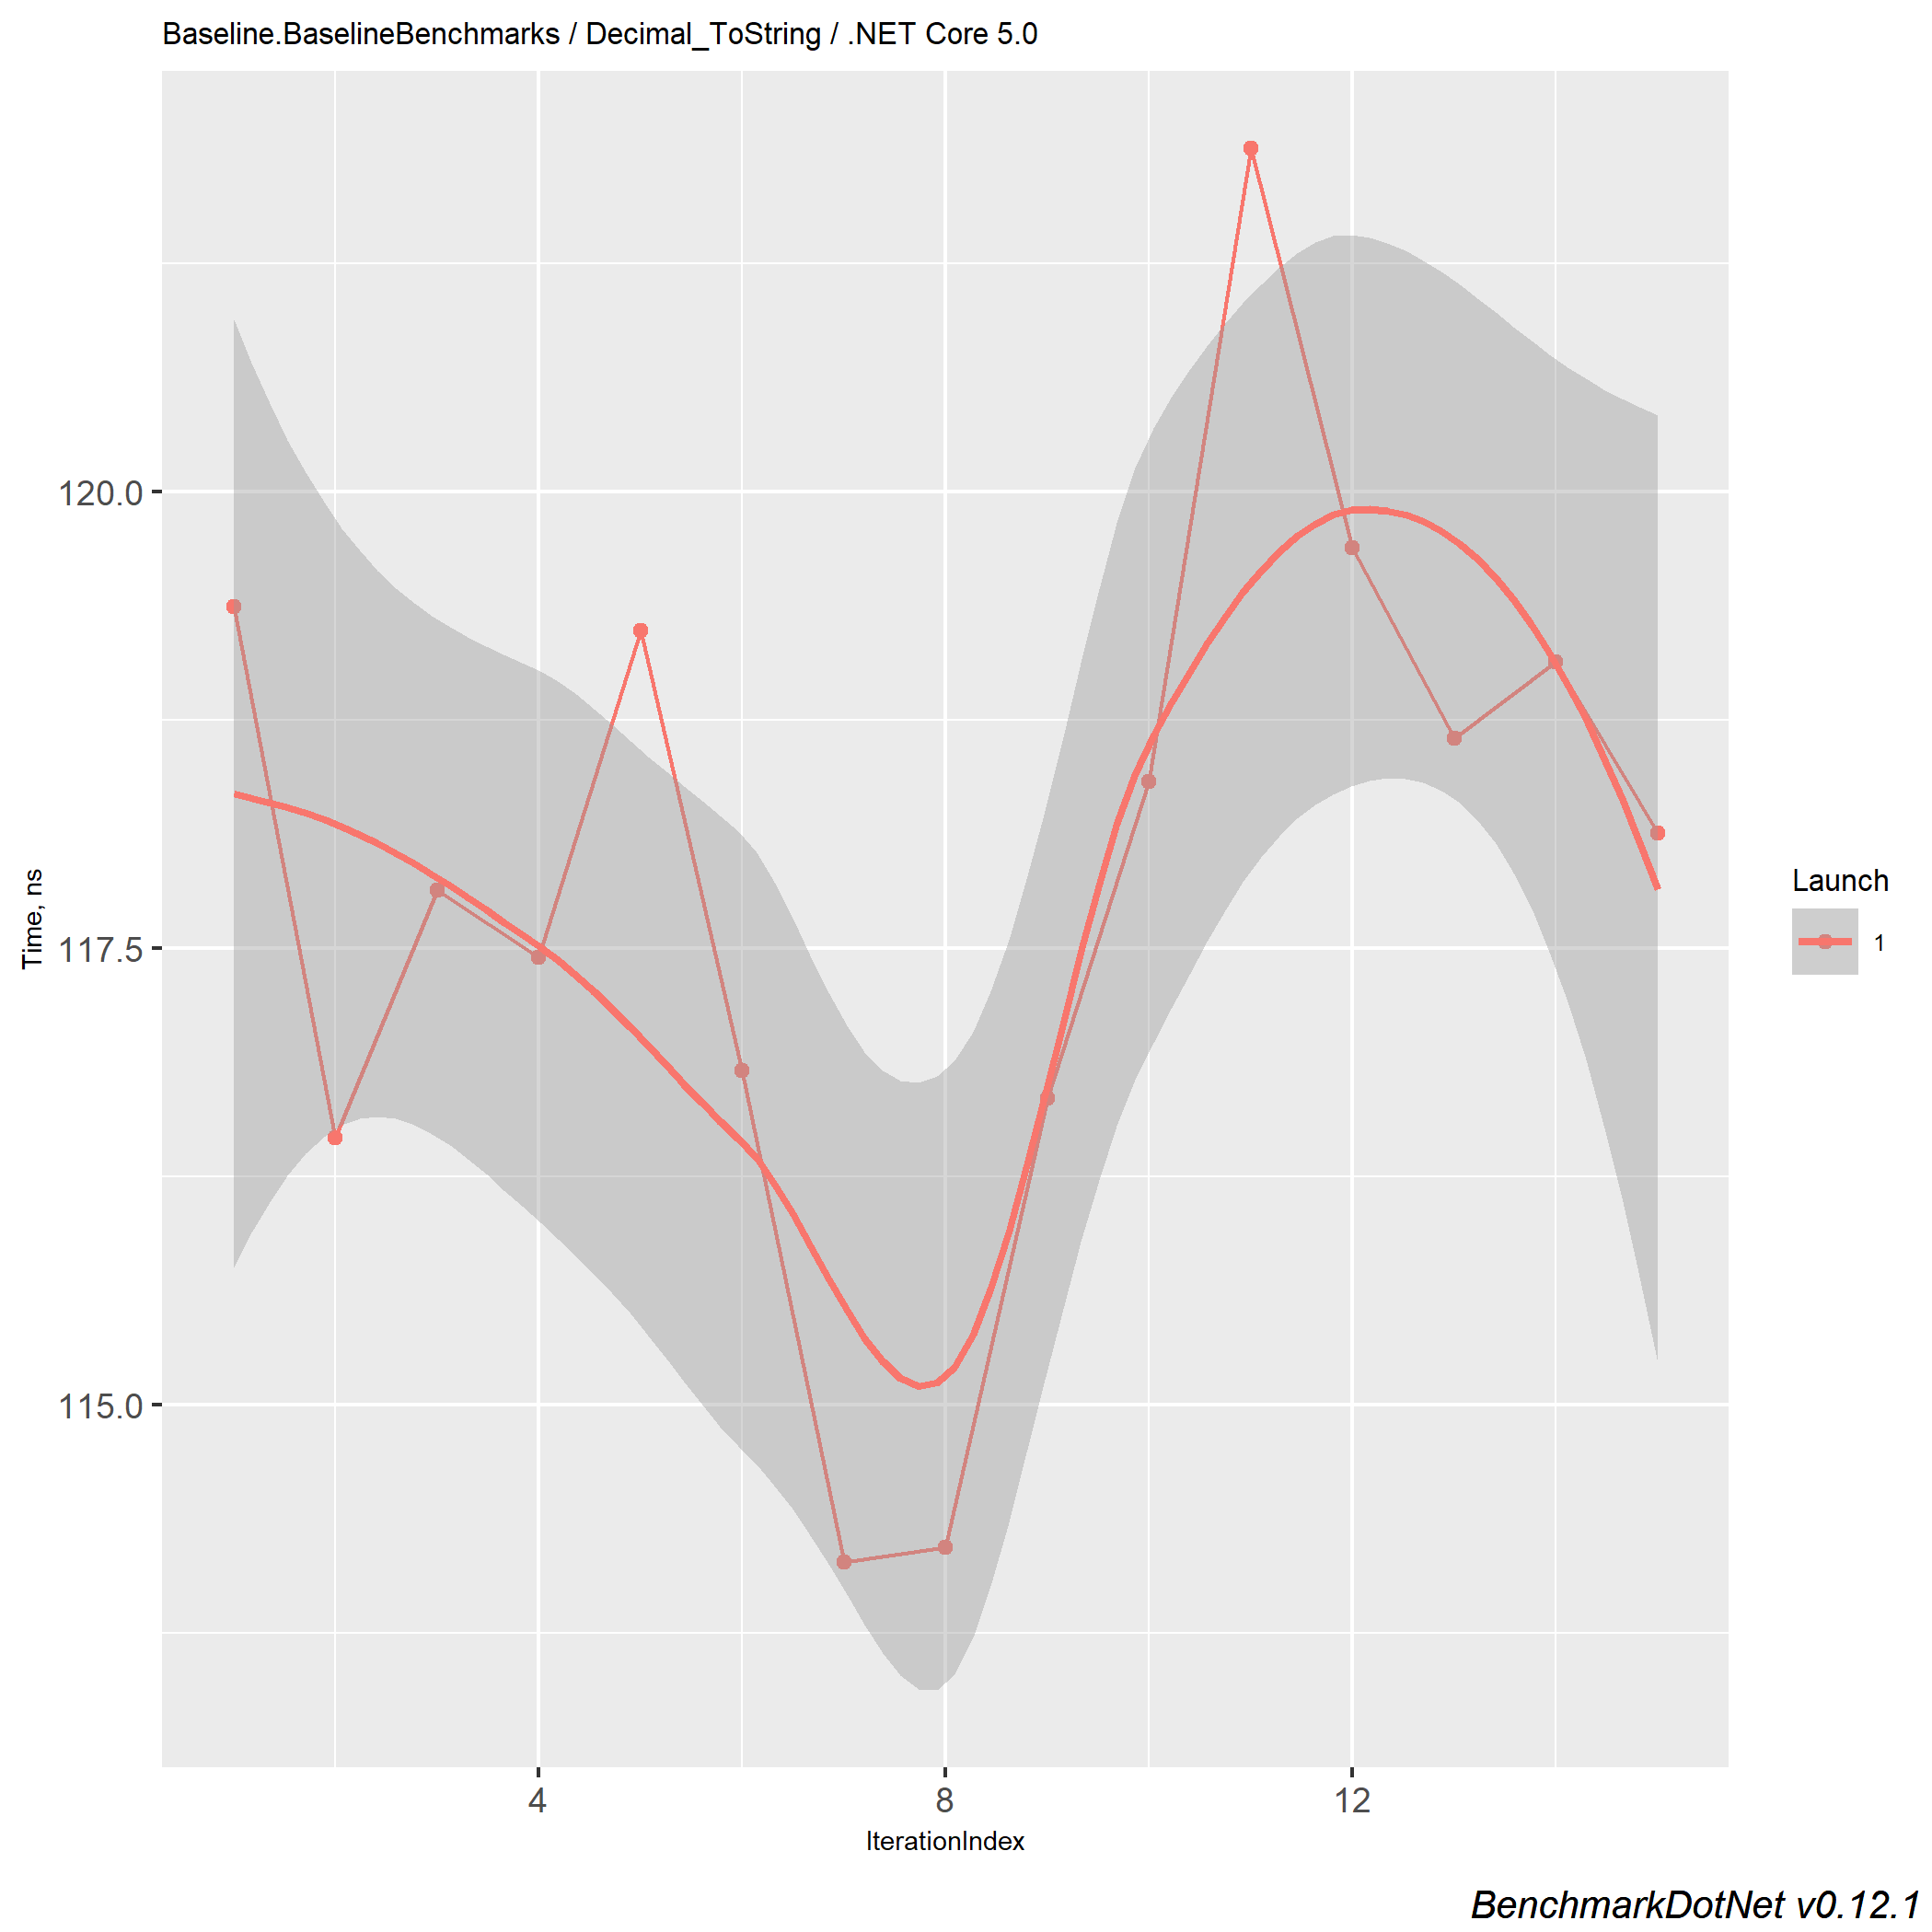 Baseline.BaselineBenchmarks / Decimal_ToString / .NET Core 5.0
120.0
117.5
115.0
Time, ns
4
8
12
IterationIndex
Launch
1
BenchmarkDotNet v0.12.1